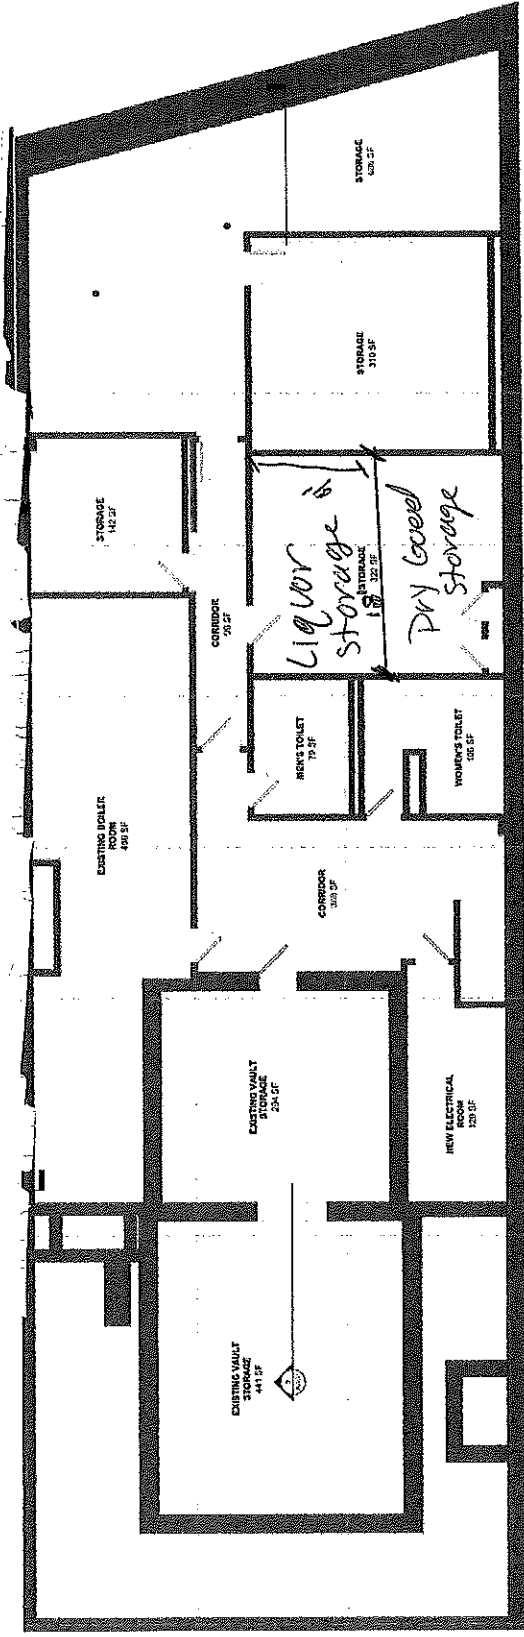 STORAGE
STORAGE
310 SF
STORAGE
142 SF
Liquor
Storage
STORAGE
322 SF
Dry Good
Storage
CORRIDOR
MEN'S TOILET
79 SF
WOMEN'S TOILET
EXISTING BOILER
ROOM
CORRIDOR
EXISTING VAULT
STORAGE
294 SF
NEW ELECTRICAL
ROOM
129 SF
EXISTING VAULT
STORAGE
441 SF